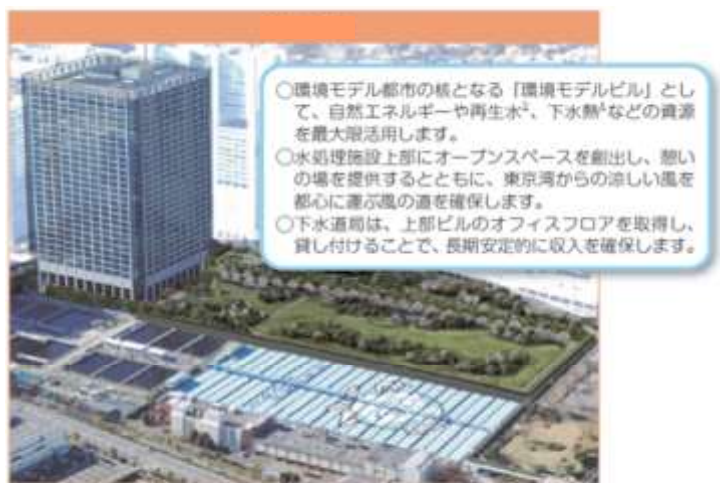 ○環境モデル都市の核となる「環境モデルビル」とし
て、自然エネルギーや再生水、下水熱などの資源
を最大限活用します。
○水処理施設上部にオープンスペースを創出し、憩い
の場を提供するとともに、東京湾からの涼しい風を
都心に運ぶ風の道を確保します。
○下水道局は、上部ビルのオフィスフロアを取得し、
貸し付けることで、長期安定的に収入を確保します。